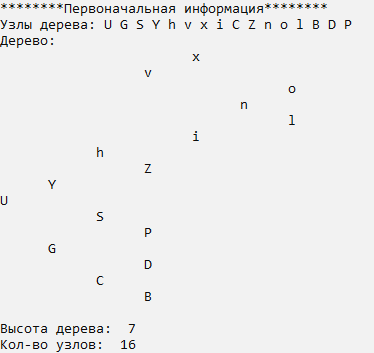 ********Первоначальная информация********
Узлы дерева: U G S Y h v x i C Z n o l B D P
Дерево:
                        x
                  v
                                    o
                              n
                                    l
                        i
            h
                  Z
      Y
U
            S
                  P
      G
                  D
            C
                  B
Высота дерева:  7
Кол-во узлов:  16